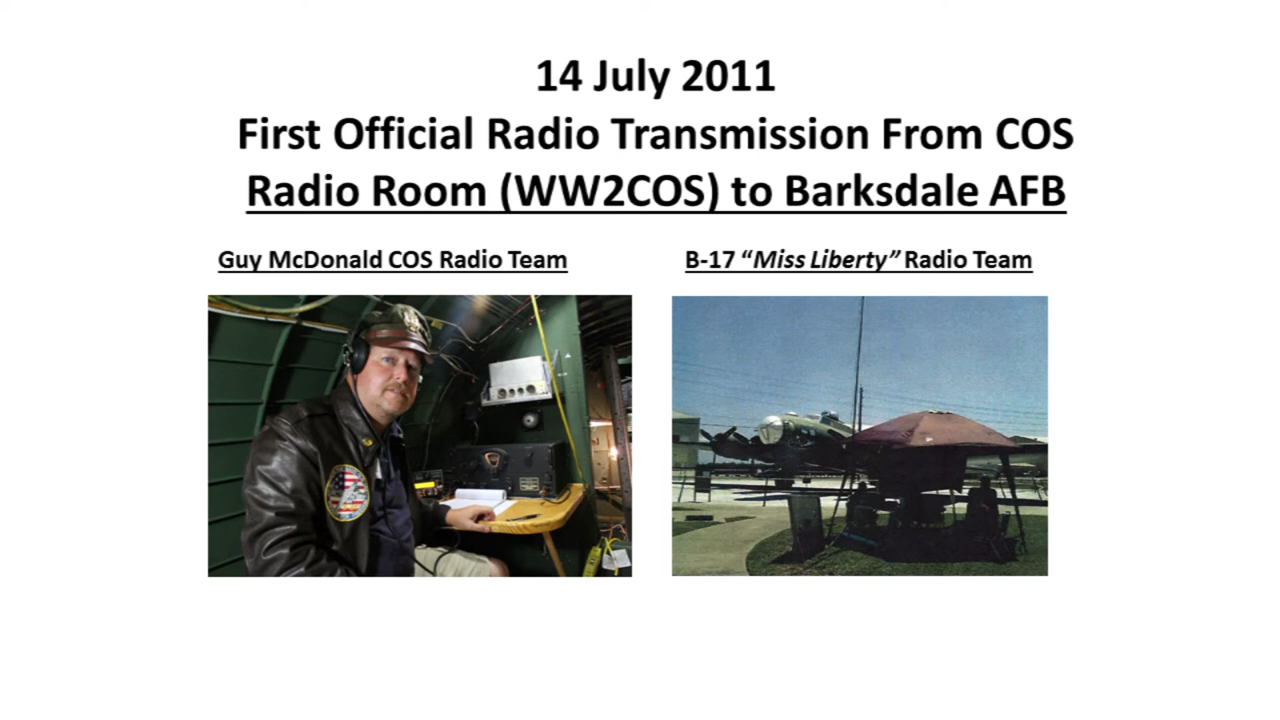 14 July 2011
First Official Radio Transmission From COS
Radio Room (WW2COS) to Barksdale AFB
Guy McDonald COS Radio Team
B-17 “Miss Liberty” Radio Team